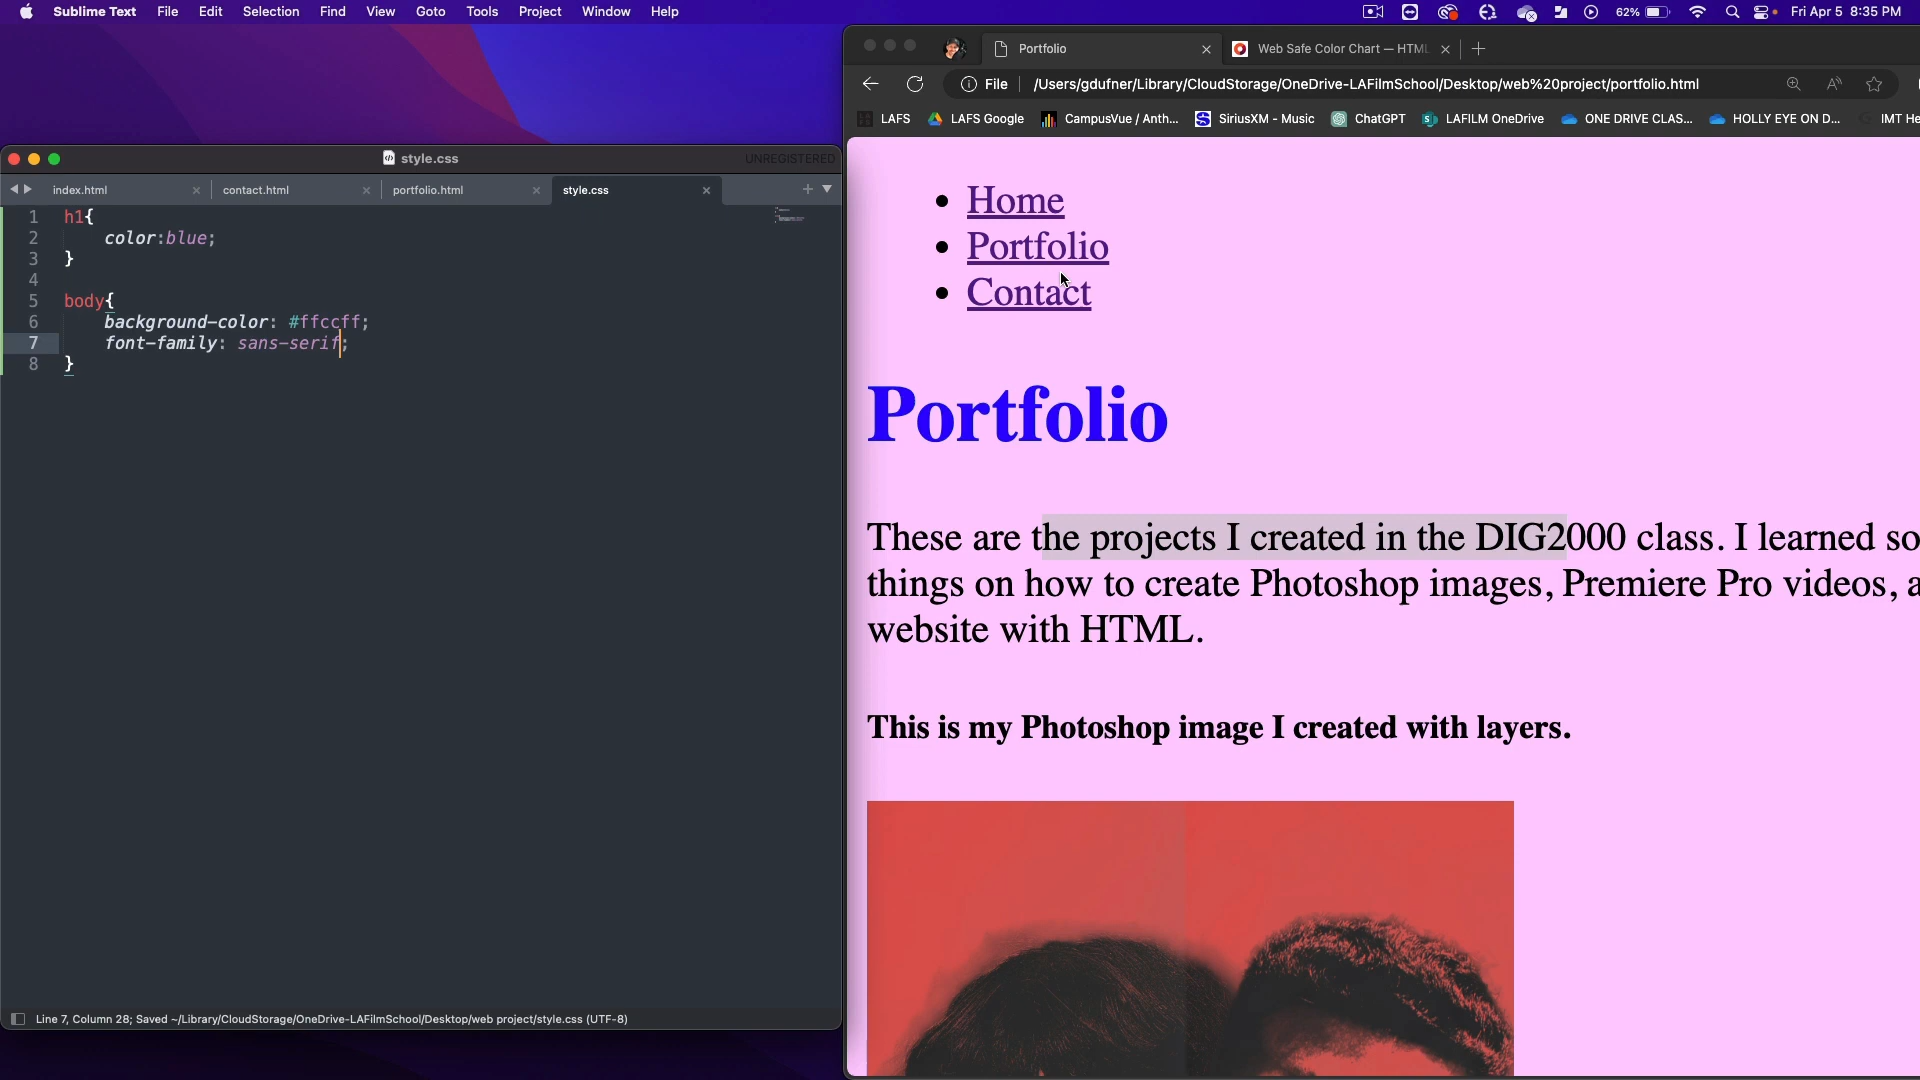 Sublime Text File Edit Selection Find View Goto Tools Project Window Help
62% Fri Apr 5 8:35 PM
style.css
UNREGISTERED
index.html
contact.html
portfolio.html
style.css
1 h1{
2 color:blue;
3 }
4
5 body{
6 background-color: #ffccff;
7 font-family: sans-serif;
8 }
Line 7, Column 28; Saved ~/Library/CloudStorage/OneDrive-LAFilmSchool/Desktop/web project/style.css (UTF-8)
Portfolio
Web Safe Color Chart — HTML
File /Users/gdufner/Library/CloudStorage/OneDrive-LAFilmSchool/Desktop/web%20project/portfolio.html
LAFS LAFS Google CampusVue / Anth... SiriusXM - Music ChatGPT LAFILM OneDrive ONE DRIVE CLAS... HOLLY EYE ON D... IMT He
Home
Portfolio
Contact
Portfolio
These are the projects I created in the DIG2000 class. I learned so
things on how to create Photoshop images, Premiere Pro videos, a
website with HTML.
This is my Photoshop image I created with layers.